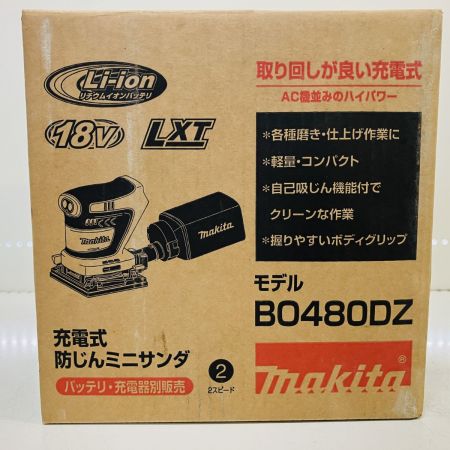 Li-ion
リチウムイオンバッテリ
18V LXT
取り回しが良い充電式
AC機並みのハイパワー
*各種磨き・仕上げ作業に
*軽量・コンパクト
*自己吸じん機能付で
クリーンな作業
*握りやすいボディグリップ
makita
makita
モデル
BO480DZ
充電式
防じんミニサンダ
バッテリ・充電器別販売
2
2スピード
makita®